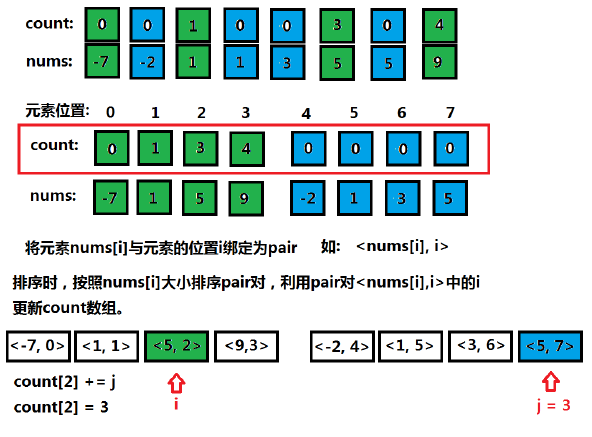 count: 0 0 1 0 0 3 0 4
nums: -7 -2 1 1 3 5 5 9
元素位置: 0 1 2 3 4 5 6 7
count: 0 1 3 4 0 0 0 0
nums: -7 1 5 9 -2 1 3 5
将元素nums[i]与元素的位置i绑定为pair 如: <nums[i], i>
排序时，按照nums[i]大小排序pair对，利用pair对<nums[i],i>中的i
更新count数组。
<-7, 0> <1, 1> <5, 2> <9,3> <-2, 4> <1, 5> <3, 6> <5, 7>
count[2] += j
count[2] = 3 i j = 3